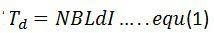 'T_d = NBLdI ..... equ(1)